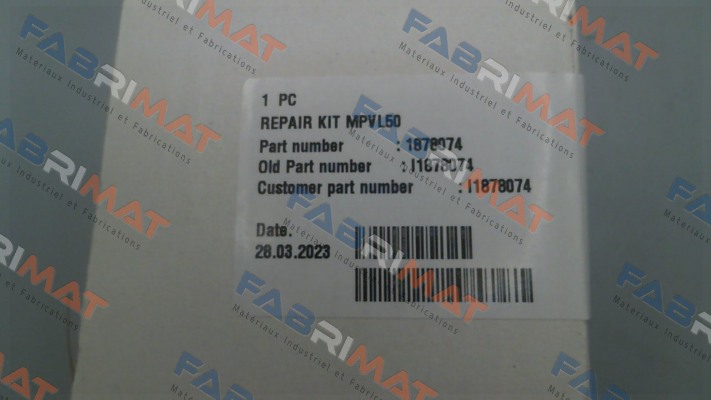 1 PC
REPAIR KIT MPVL50
Part number : 1878074
Old Part number : I1878074
Customer part number : I1878074
Date.
28.03.2023
FABRIMAT
Materiaux Industriel et Fabrications